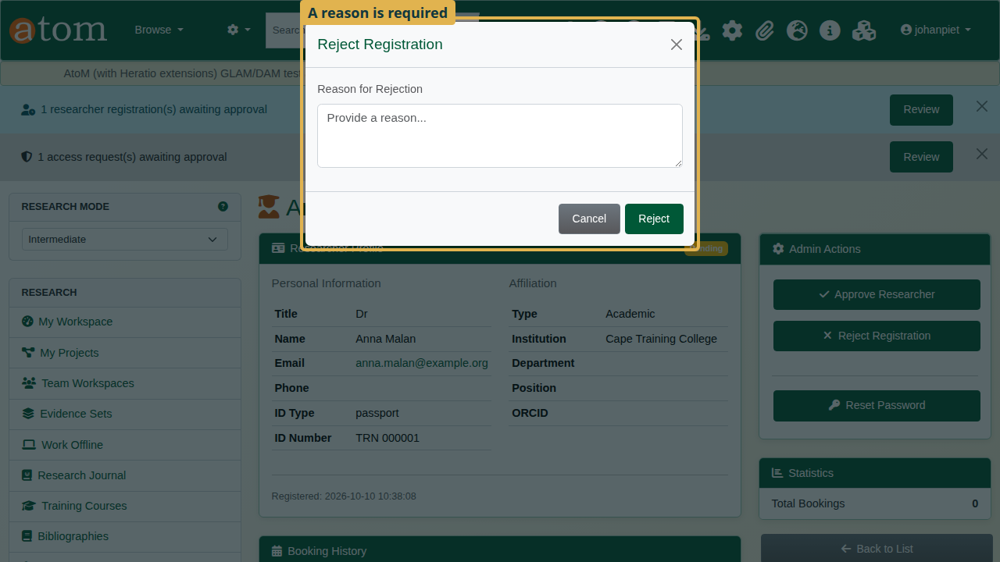 A reason is required
atom
Browse
Searc
johanpiet
Reject Registration
AtoM (with Heratio extensions) GLAM/DAM tes
Reason for Rejection
Provide a reason...
1 researcher registration(s) awaiting approval
Review
1 access request(s) awaiting approval
Review
Cancel
Reject
RESEARCH MODE
Intermediate
A
Researcher Profile
Pending
Admin Actions
Personal Information
Affiliation
Title Dr
Type Academic
Name Anna Malan
Institution Cape Training College
Email anna.malan@example.org
Department
Phone
Position
ID Type passport
ORCID
ID Number TRN 000001
Registered: 2026-10-10 10:38:08
Approve Researcher
Reject Registration
Reset Password
Statistics
Total Bookings 0
Back to List
RESEARCH
My Workspace
My Projects
Team Workspaces
Evidence Sets
Work Offline
Research Journal
Training Courses
Bibliographies
Booking History